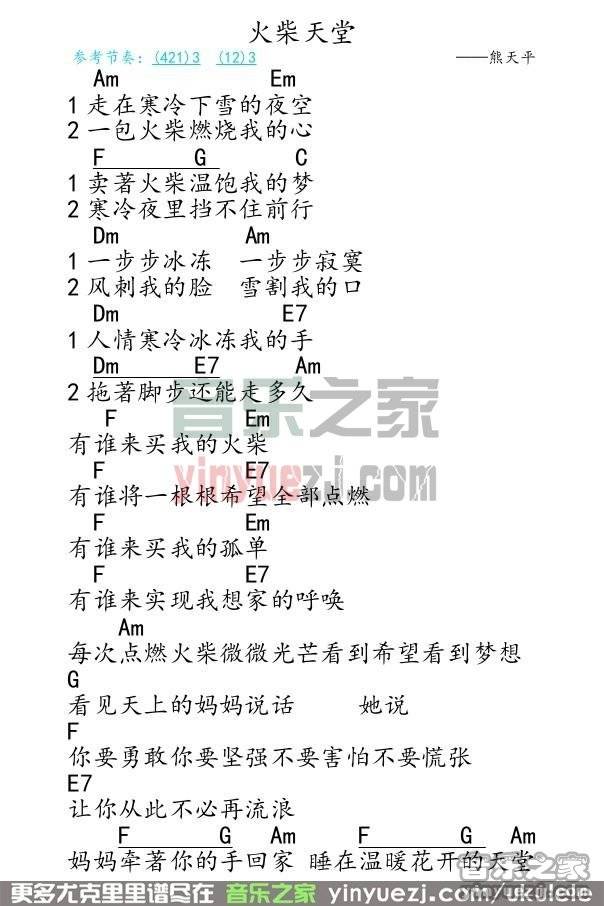 火柴天堂
参考节奏：(421)3 (12)3 ——熊天平
Am Em
1 走在寒冷下雪的夜空
2 一包火柴燃烧我的心
F G C
1 卖著火柴温饱我的梦
2 寒冷夜里挡不住前行
Dm Am
1 一步步冰冻 一步步寂寞
2 风刺我的脸 雪割我的口
Dm E7
1 人情寒冷冰冻我的手
Dm E7 Am
2 拖著脚步还能走多久
F Em
有谁来买我的火柴
F E7
有谁将一根根希望全部点燃
F Em
有谁来买我的孤单
F E7
有谁来实现我想家的呼唤
Am
每次点燃火柴微微光芒看到希望看到梦想
G
看见天上的妈妈说话 她说
F
你要勇敢你要坚强不要害怕不要慌张
E7
让你从此不必再流浪
F G Am F G Am
妈妈牵著你的手回家 睡在温暖花开的天堂
音乐之家
yinyuezj.com
音乐之家
更多尤克里里谱尽在 音乐之家 yinyuezj.com/ukulele